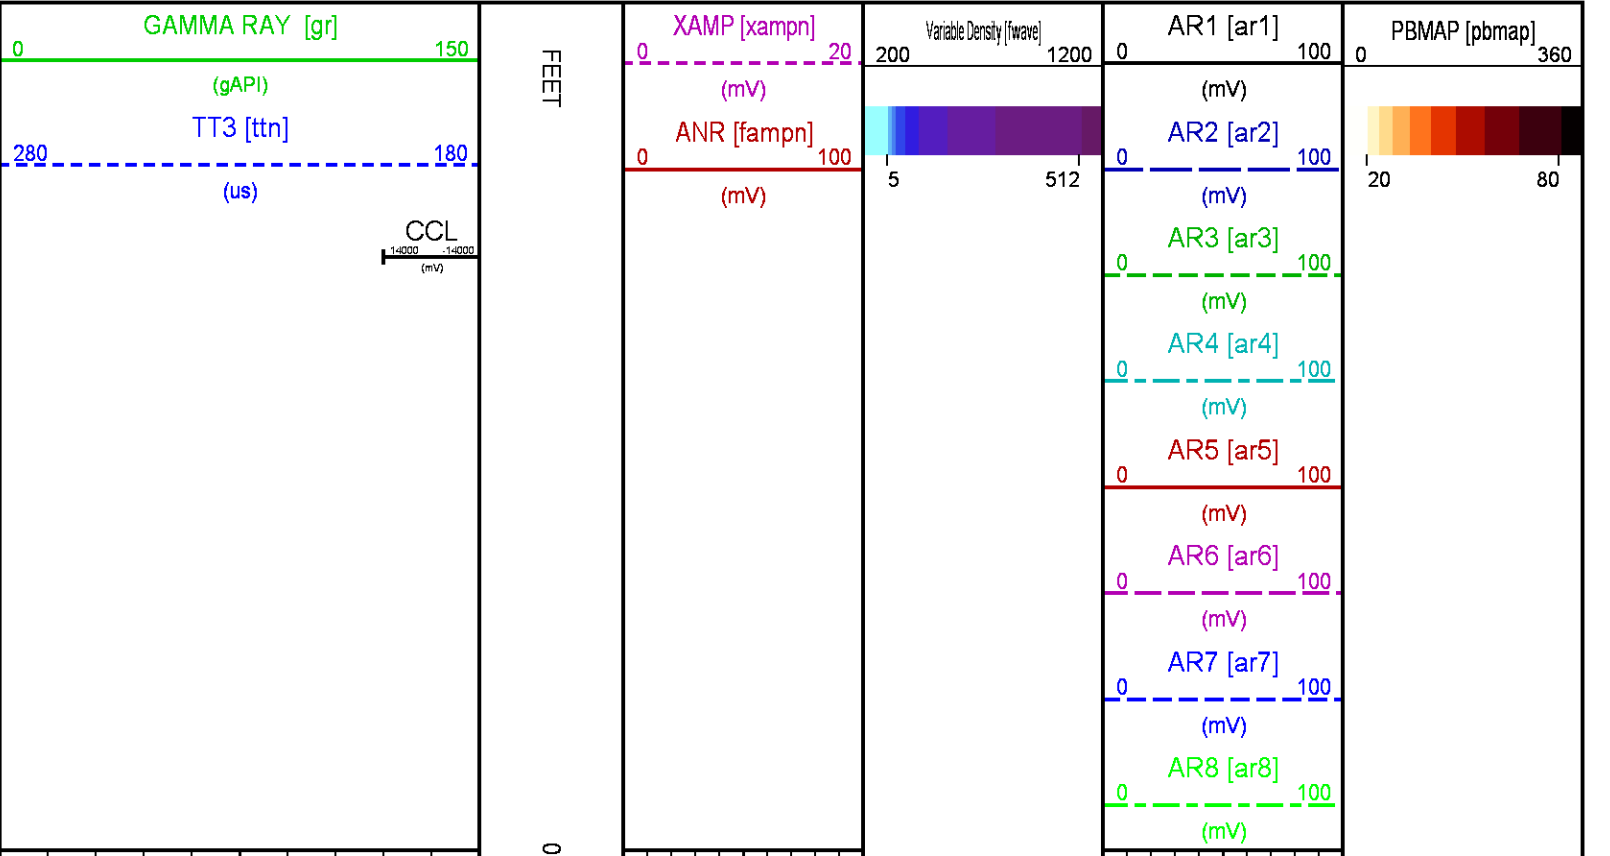 GAMMA RAY [gr]
0 150
(gAPI)
TT3 [ttn]
280 180
(us)
CCL
14000 -14000
(mV)
FEET
0
XAMP [xampn]
0 20
(mV)
ANR [fampn]
0 100
(mV)
Variable Density [fwave]
200 1200
5 512
AR1 [ar1]
0 100
(mV)
AR2 [ar2]
0 100
(mV)
AR3 [ar3]
0 100
(mV)
AR4 [ar4]
0 100
(mV)
AR5 [ar5]
0 100
(mV)
AR6 [ar6]
0 100
(mV)
AR7 [ar7]
0 100
(mV)
AR8 [ar8]
0 100
(mV)
PBMAP [pbmap]
0 360
20 80